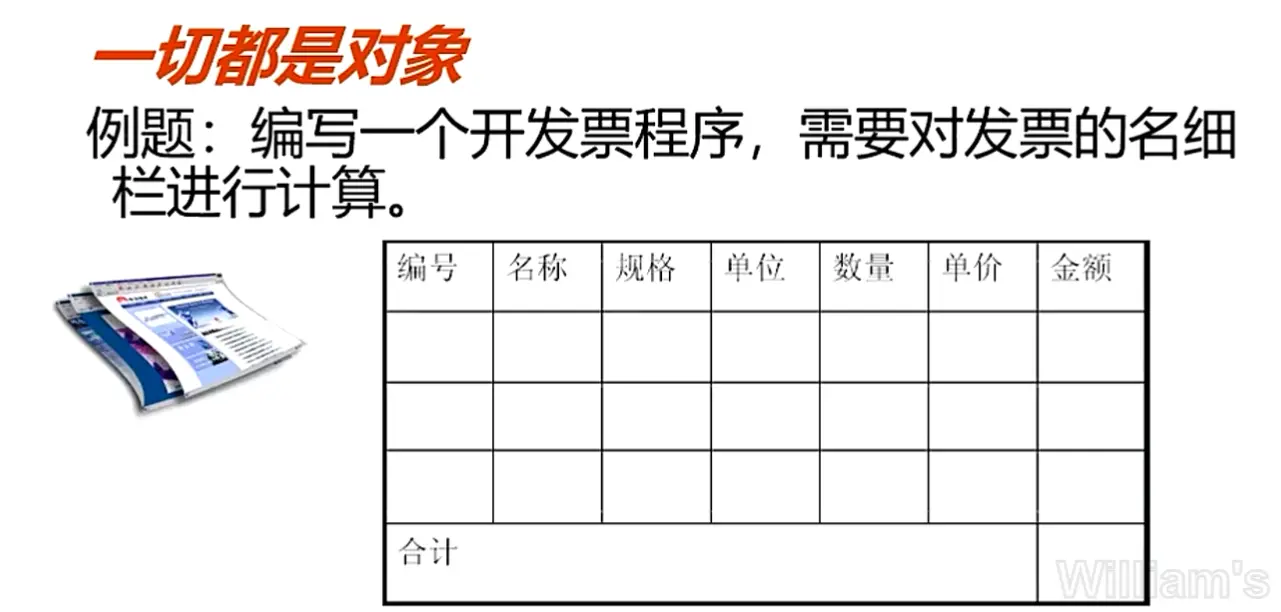 一切都是对象
例题：编写一个开发票程序，需要对发票的名细
栏进行计算。
编号 名称 规格 单位 数量 单价 金额
合计
William's